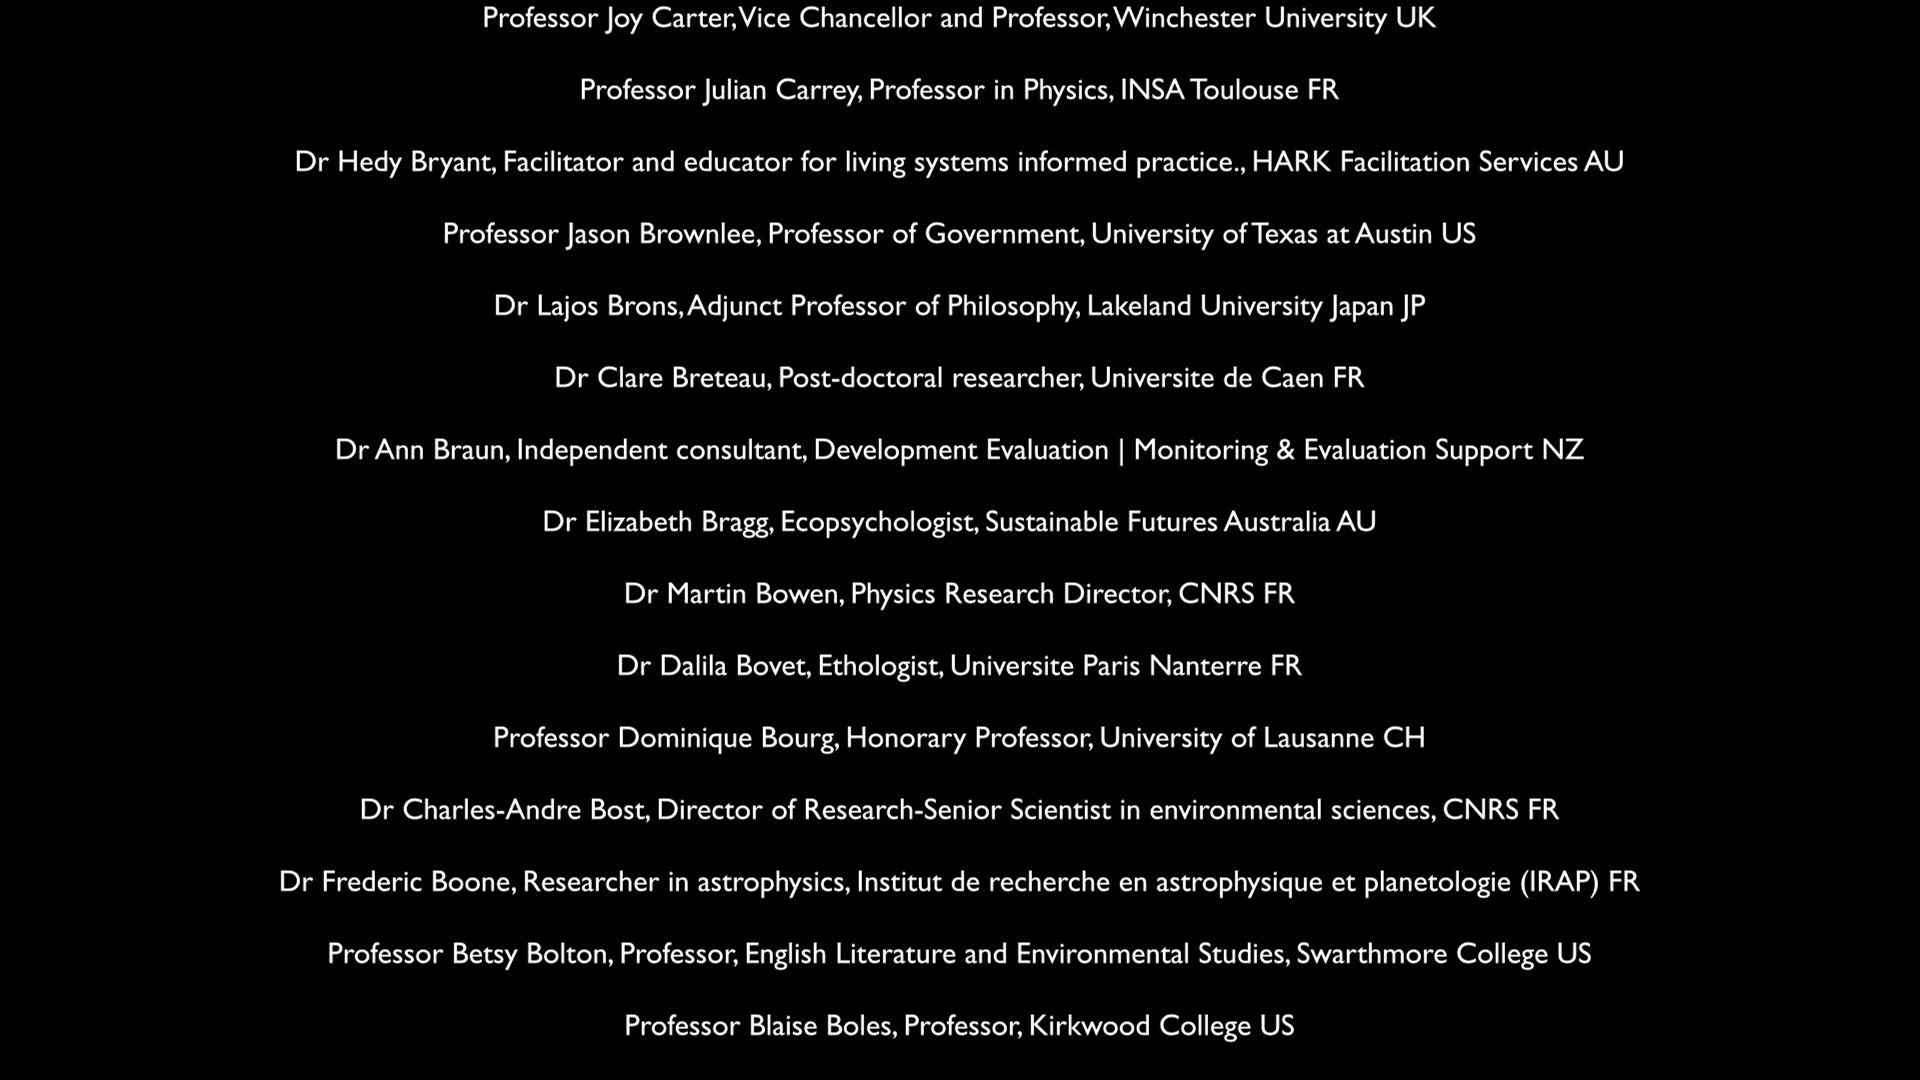 Professor Joy Carter, Vice Chancellor and Professor, Winchester University UK
Professor Julian Carrey, Professor in Physics, INSA Toulouse FR
Dr Hedy Bryant, Facilitator and educator for living systems informed practice., HARK Facilitation Services AU
Professor Jason Brownlee, Professor of Government, University of Texas at Austin US
Dr Lajos Brons, Adjunct Professor of Philosophy, Lakeland University Japan JP
Dr Clare Breteau, Post-doctoral researcher, Universite de Caen FR
Dr Ann Braun, Independent consultant, Development Evaluation | Monitoring & Evaluation Support NZ
Dr Elizabeth Bragg, Ecopsychologist, Sustainable Futures Australia AU
Dr Martin Bowen, Physics Research Director, CNRS FR
Dr Dalila Bovet, Ethologist, Universite Paris Nanterre FR
Professor Dominique Bourg, Honorary Professor, University of Lausanne CH
Dr Charles-Andre Bost, Director of Research-Senior Scientist in environmental sciences, CNRS FR
Dr Frederic Boone, Researcher in astrophysics, Institut de recherche en astrophysique et planetologie (IRAP) FR
Professor Betsy Bolton, Professor, English Literature and Environmental Studies, Swarthmore College US
Professor Blaise Boles, Professor, Kirkwood College US